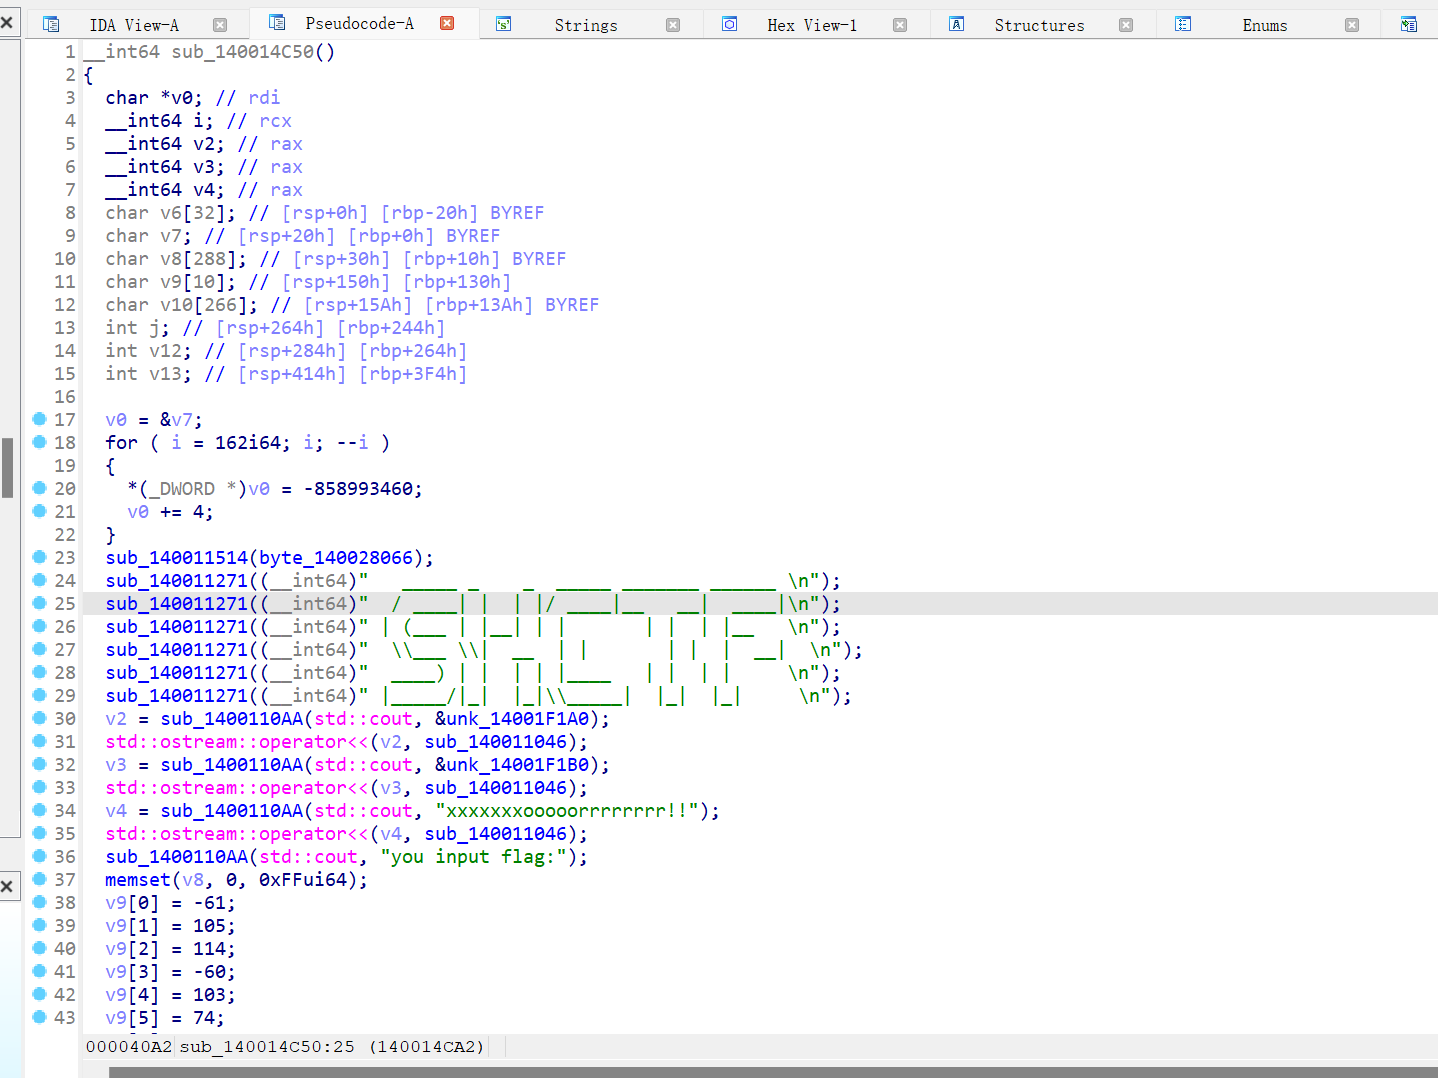 IDA View-A Pseudocode-A Strings Hex View-1 Structures Enums
1 __int64 sub_140014C50()
2 {
3   char *v0; // rdi
4   __int64 i; // rcx
5   __int64 v2; // rax
6   __int64 v3; // rax
7   __int64 v4; // rax
8   char v6[32]; // [rsp+0h] [rbp-20h] BYREF
9   char v7; // [rsp+20h] [rbp+0h] BYREF
10   char v8[288]; // [rsp+30h] [rbp+10h] BYREF
11   char v9[10]; // [rsp+150h] [rbp+130h]
12   char v10[266]; // [rsp+15Ah] [rbp+13Ah] BYREF
13   int j; // [rsp+264h] [rbp+244h]
14   int v12; // [rsp+284h] [rbp+264h]
15   int v13; // [rsp+414h] [rbp+3F4h]
16
17   v0 = &v7;
18   for ( i = 162i64; i; --i )
19   {
20     *(_DWORD *)v0 = -858993460;
21     v0 += 4;
22   }
23   sub_140011514(byte_140028066);
24   sub_140011271((__int64)"   _____ _    _  _____ _______ ______ \n");
25   sub_140011271((__int64)"  / ____| |  | |/ ____|__   __|  ____|\n");
26   sub_140011271((__int64)" | (___ | |__| | |       | |  | |__   \n");
27   sub_140011271((__int64)"  \\___ \\|  __  | |       | |  |  __|  \n");
28   sub_140011271((__int64)"  ____) | |  | | |____   | |  | |     \n");
29   sub_140011271((__int64)" |_____/|_|  |_|\\_____|  |_|  |_|     \n");
30   v2 = sub_1400110AA(std::cout, &unk_14001F1A0);
31   std::ostream::operator<<(v2, sub_140011046);
32   v3 = sub_1400110AA(std::cout, &unk_14001F1B0);
33   std::ostream::operator<<(v3, sub_140011046);
34   v4 = sub_1400110AA(std::cout, "xxxxxxxooooorrrrrrrr!!");
35   std::ostream::operator<<(v4, sub_140011046);
36   sub_1400110AA(std::cout, "you input flag:");
37   memset(v8, 0, 0xFFui64);
38   v9[0] = -61;
39   v9[1] = 105;
40   v9[2] = 114;
41   v9[3] = -60;
42   v9[4] = 103;
43   v9[5] = 74;
000040A2 sub_140014C50:25 (140014CA2)